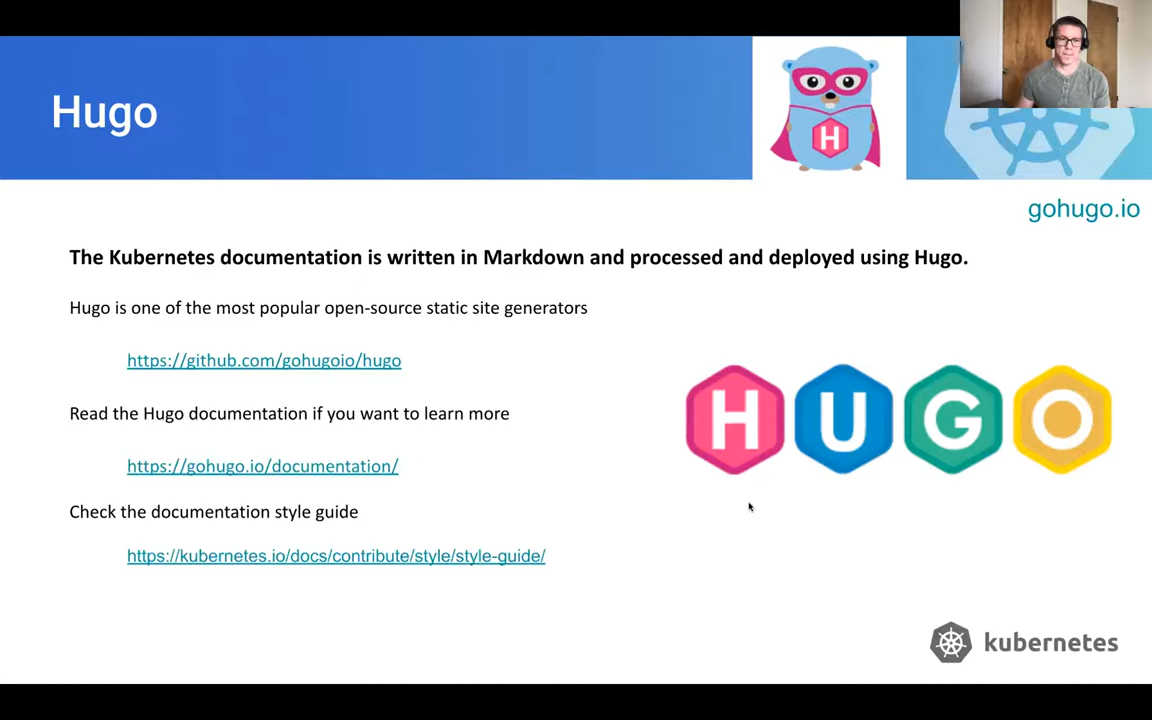 Hugo
H
gohugo.io
The Kubernetes documentation is written in Markdown and processed and deployed using Hugo.
Hugo is one of the most popular open-source static site generators
https://github.com/gohugoio/hugo
Read the Hugo documentation if you want to learn more
https://gohugo.io/documentation/
HUGO
Check the documentation style guide
https://kubernetes.io/docs/contribute/style/style-guide/
kubernetes